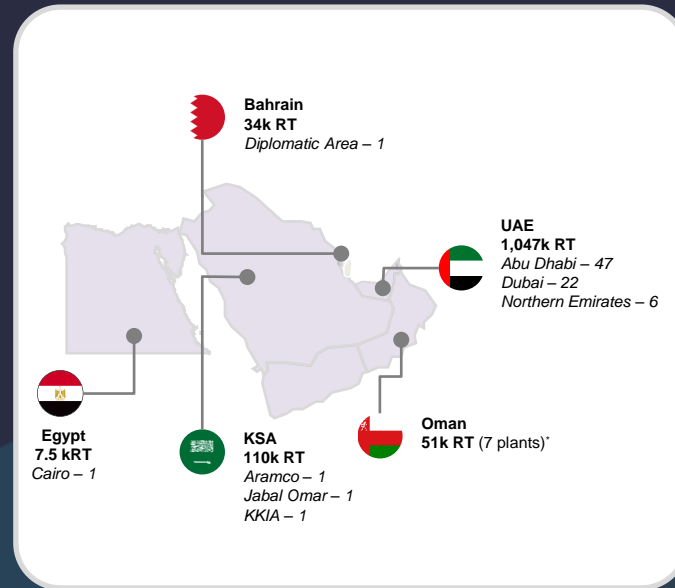 Bahrain
34k RT
Diplomatic Area – 1
UAE
1,047k RT
Abu Dhabi – 47
Dubai – 22
Northern Emirates – 6
Egypt
7.5 kRT
Cairo – 1
KSA
110k RT
Aramco – 1
Jabal Omar – 1
KKIA – 1
Oman
51k RT (7 plants)*